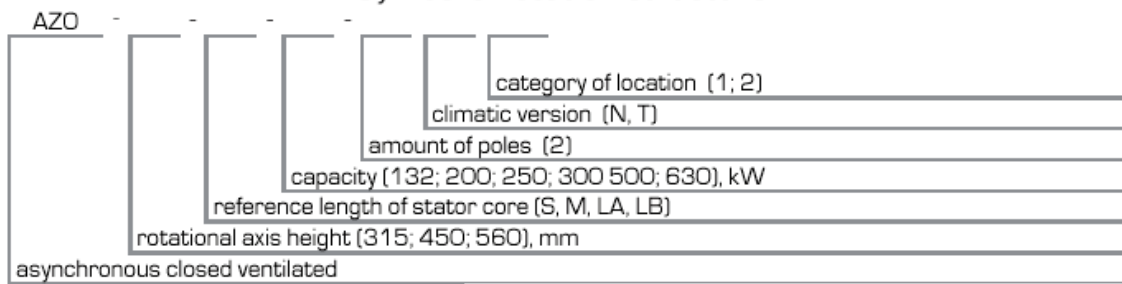 AZO - - - -
category of location (1; 2)
climatic version (N, T)
amount of poles (2)
capacity (132; 200; 250; 300 500; 630), kW
reference length of stator core (S, M, LA, LB)
rotational axis height (315; 450; 560), mm
asynchronous closed ventilated